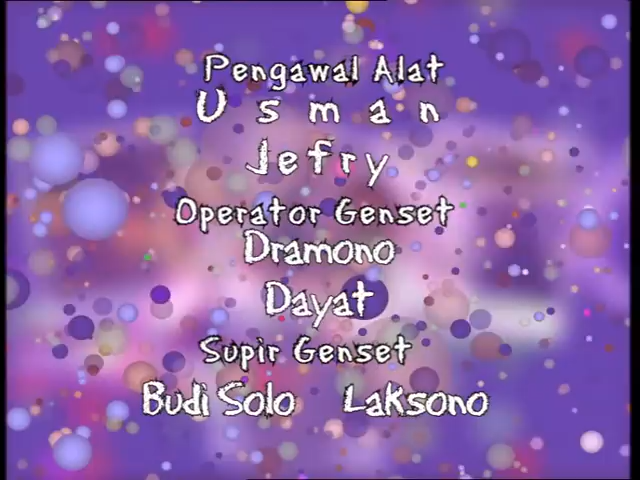 Pengawal Alat
Usman
Jefry
Operator Genset
Dramono
Dayat
Supir Genset
Budi Solo Laksono